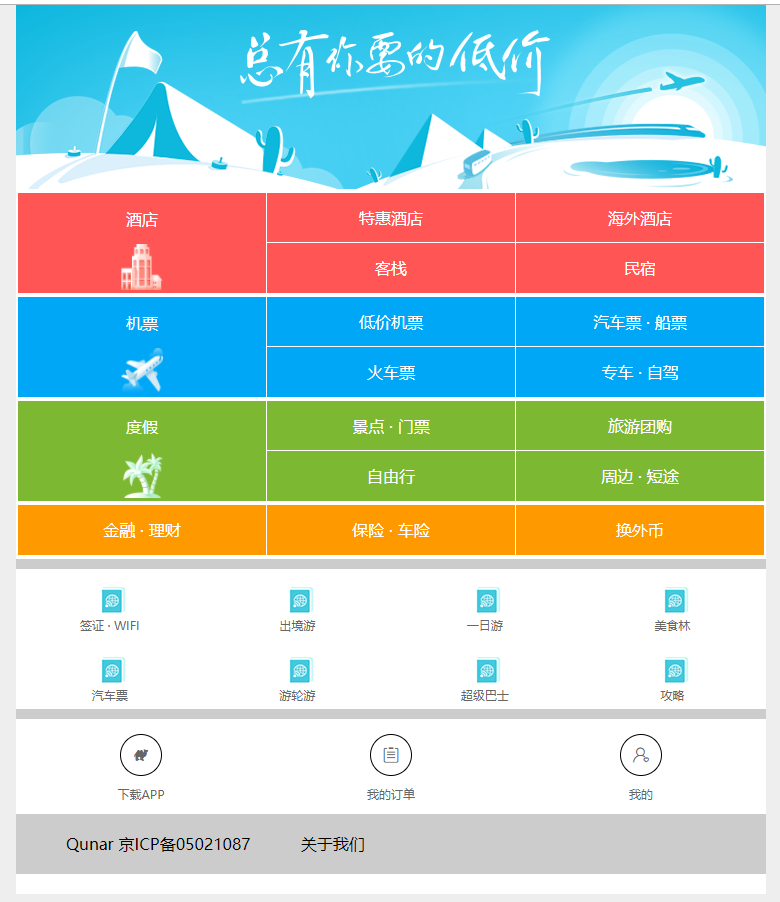 总有你要的低价
酒店
特惠酒店
海外酒店
客栈
民宿
机票
低价机票
汽车票 · 船票
火车票
专车 · 自驾
度假
景点 · 门票
旅游团购
自由行
周边 · 短途
金融 · 理财
保险 · 车险
换外币
签证 · WIFI
出境游
一日游
美食林
汽车票
游轮游
超级巴士
攻略
下载APP
我的订单
我的
Qunar 京ICP备05021087
关于我们